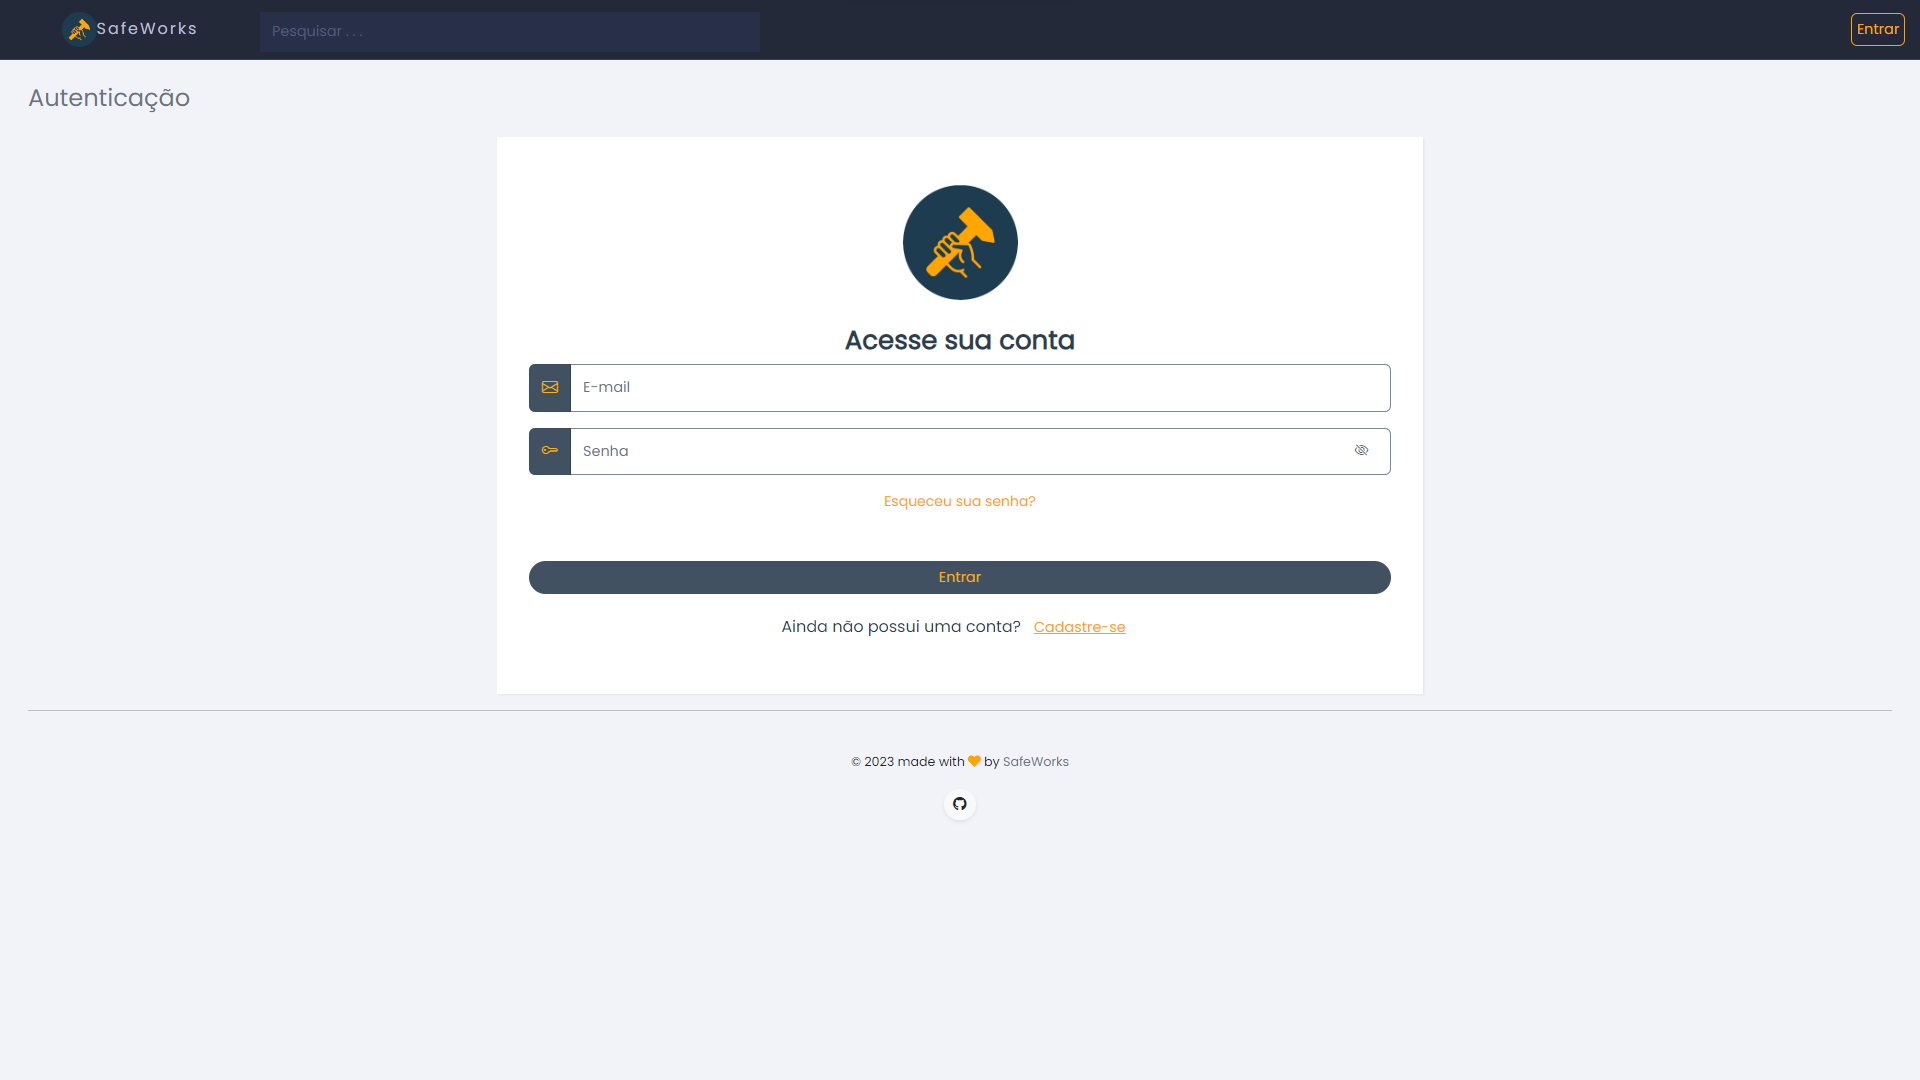 SafeWorks
Pesquisar . . .
Entrar
Autenticação
Acesse sua conta
E-mail
Senha
Esqueceu sua senha?
Entrar
Ainda não possui uma conta? Cadastre-se
© 2023 made with by SafeWorks